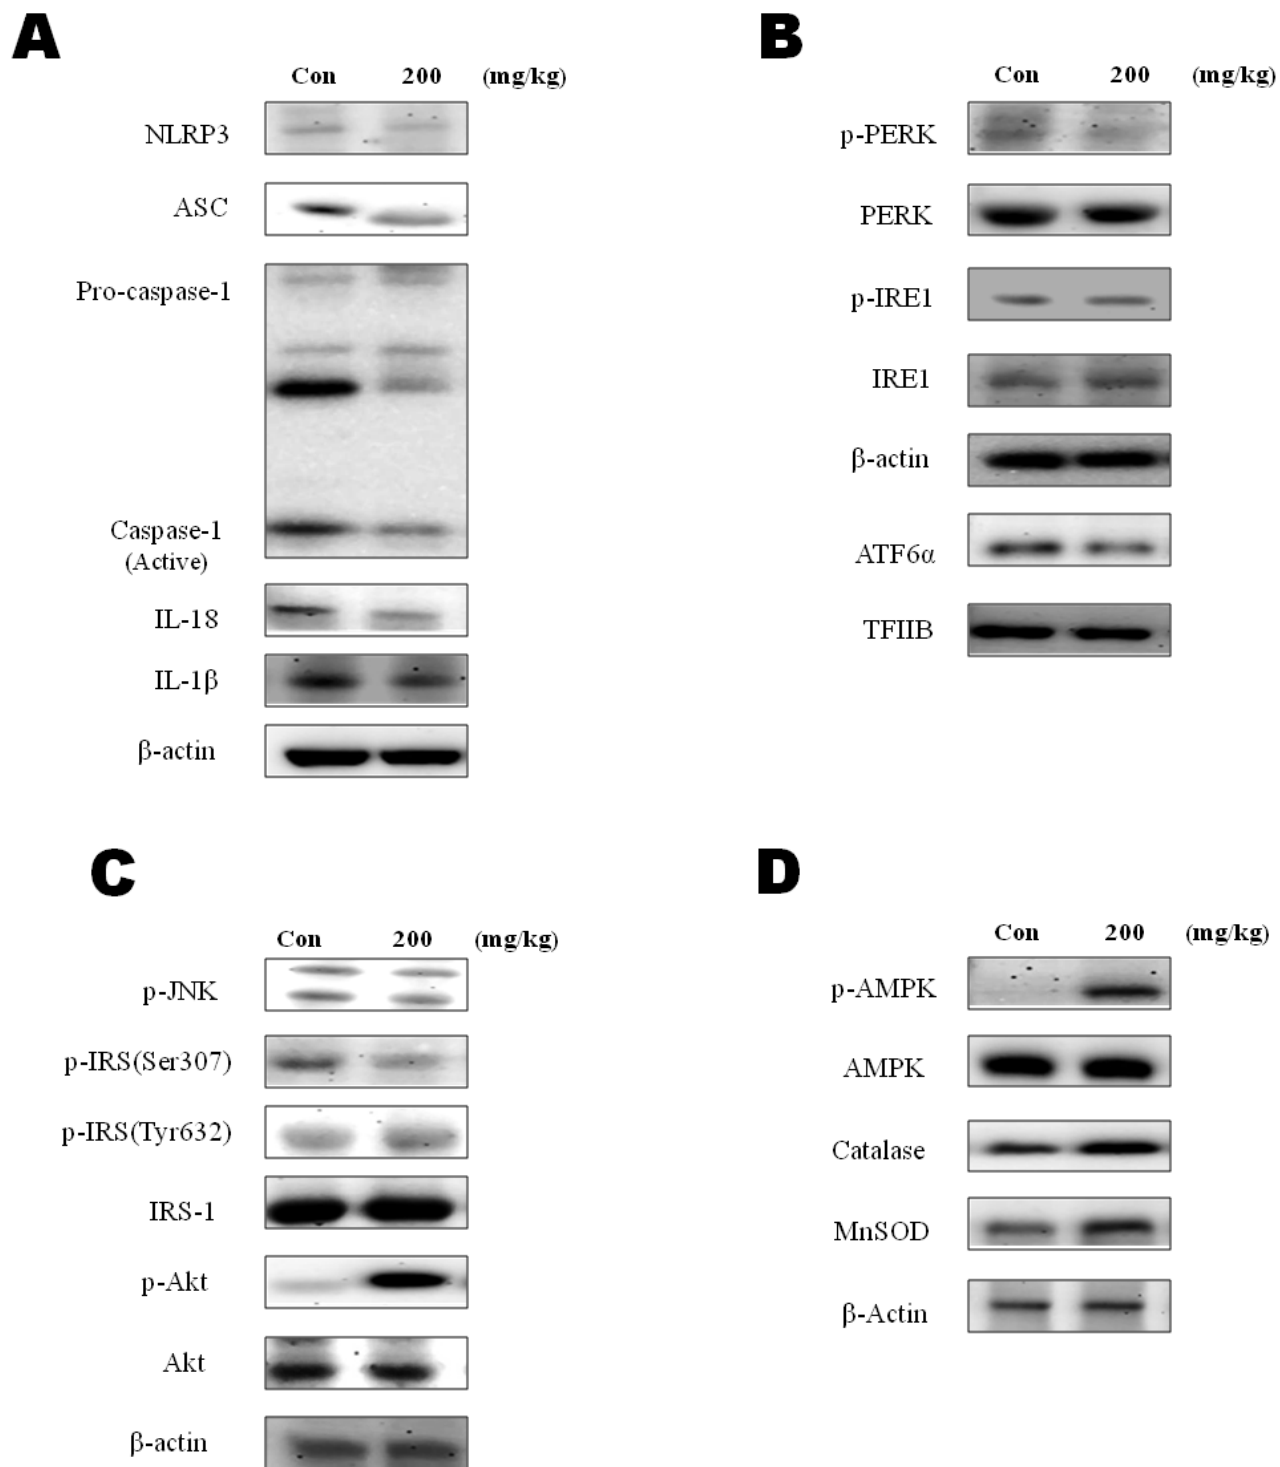 A
Con 200 (mg/kg)
NLRP3
ASC
Pro-caspase-1
Caspase-1
(Active)
IL-18
IL-1β
β-actin
B
Con 200 (mg/kg)
p-PERK
PERK
p-IRE1
IRE1
β-actin
ATF6α
TFIIB
C
Con 200 (mg/kg)
p-JNK
p-IRS(Ser307)
p-IRS(Tyr632)
IRS-1
p-Akt
Akt
β-actin
D
Con 200 (mg/kg)
p-AMPK
AMPK
Catalase
MnSOD
β-Actin